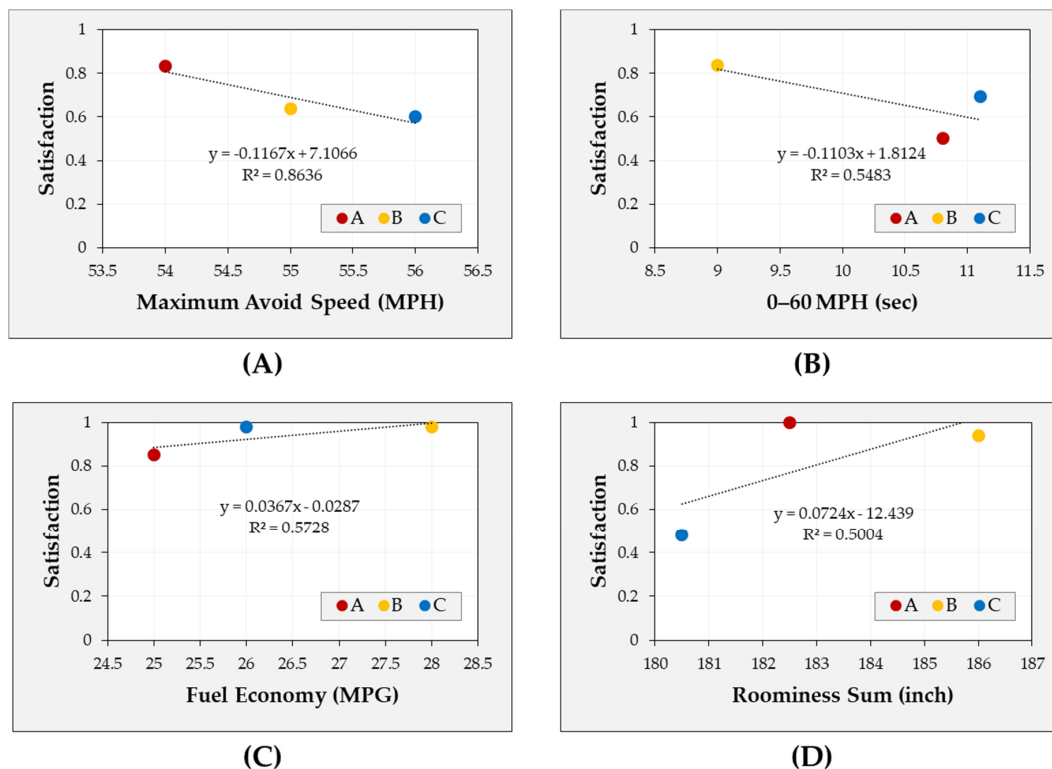 1
0.8
0.6
0.4
0.2
0
Satisfaction
y = -0.1167x + 7.1066
R² = 0.8636
A B C
53.5 54 54.5 55 55.5 56 56.5
Maximum Avoid Speed (MPH)
(A)
1
0.8
0.6
0.4
0.2
0
Satisfaction
y = -0.1103x + 1.8124
R² = 0.5483
A B C
8.5 9 9.5 10 10.5 11 11.5
0–60 MPH (sec)
(B)
1
0.8
0.6
0.4
0.2
0
Satisfaction
y = 0.0367x - 0.0287
R² = 0.5728
A B C
24.5 25 25.5 26 26.5 27 27.5 28 28.5
Fuel Economy (MPG)
(C)
1
0.8
0.6
0.4
0.2
0
Satisfaction
y = 0.0724x - 12.439
R² = 0.5004
A B C
180 181 182 183 184 185 186 187
Roominess Sum (inch)
(D)